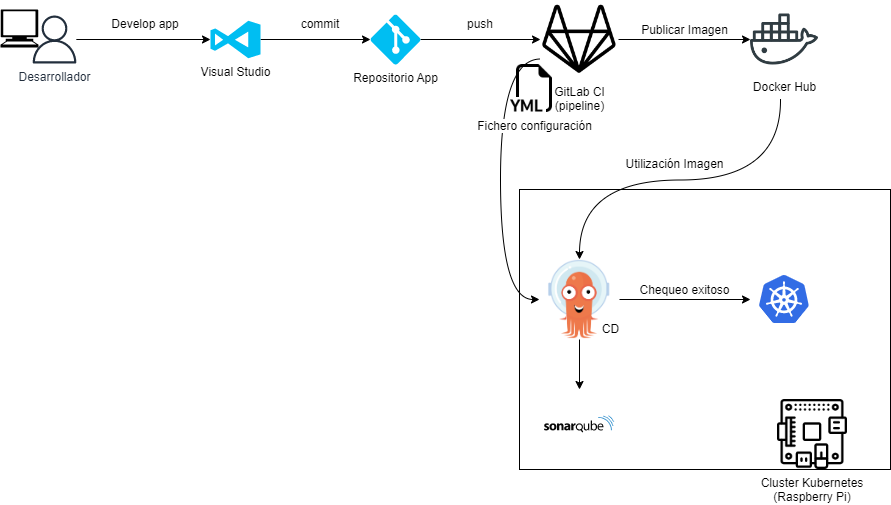 Develop app
commit
push
Publicar Imagen
Desarrollador
Visual Studio
Repositorio App
GitLab CI
(pipeline)
Docker Hub
YML
Fichero configuración
Utilización Imagen
Chequeo exitoso
CD
sonarqube
Cluster Kubernetes
(Raspberry Pi)